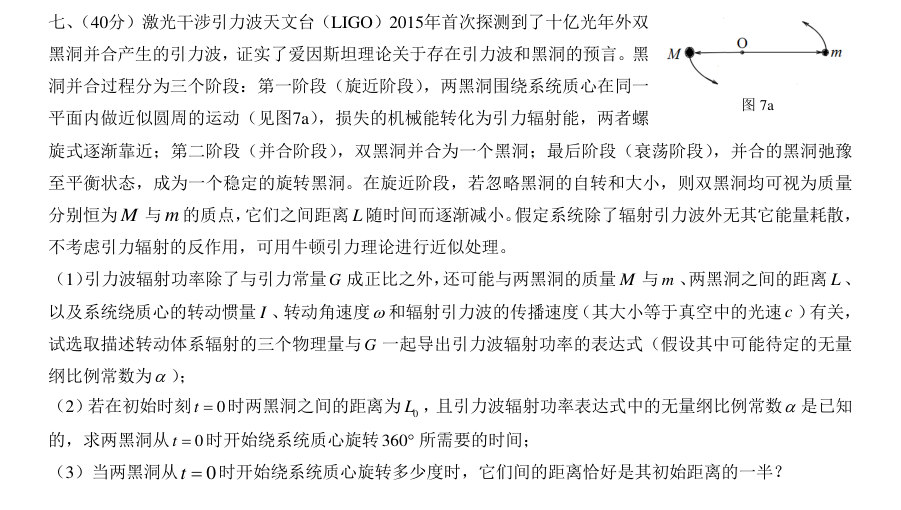 七、（40分）激光干涉引力波天文台（LIGO）2015年首次探测到了十亿光年外双
黑洞并合产生的引力波，证实了爱因斯坦理论关于存在引力波和黑洞的预言。黑
洞并合过程分为三个阶段：第一阶段（旋近阶段），两黑洞围绕系统质心在同一
平面内做近似圆周的运动（见图7a），损失的机械能转化为引力辐射能，两者螺
旋式逐渐靠近；第二阶段（并合阶段），双黑洞并合为一个黑洞；最后阶段（衰荡阶段），并合的黑洞弛豫
至平衡状态，成为一个稳定的旋转黑洞。在旋近阶段，若忽略黑洞的自转和大小，则双黑洞均可视为质量
分别恒为 M 与 m 的质点，它们之间距离 L 随时间而逐渐减小。假定系统除了辐射引力波外无其它能量耗散，
不考虑引力辐射的反作用，可用牛顿引力理论进行近似处理。
（1）引力波辐射功率除了与引力常量 G 成正比之外，还可能与两黑洞的质量 M 与 m 、两黑洞之间的距离 L 、
以及系统绕质心的转动惯量 I 、转动角速度 ω 和辐射引力波的传播速度（其大小等于真空中的光速 c ）有关，
试选取描述转动体系辐射的三个物理量与 G 一起导出引力波辐射功率的表达式（假设其中可能待定的无量
纲比例常数为 α ）；
（2）若在初始时刻 t = 0 时两黑洞之间的距离为 L₀ ，且引力波辐射功率表达式中的无量纲比例常数 α 是已知
的，求两黑洞从 t = 0 时开始绕系统质心旋转 360° 所需要的时间；
（3）当两黑洞从 t = 0 时开始绕系统质心旋转多少度时，它们间的距离恰好是其初始距离的一半？
M O m
图 7a